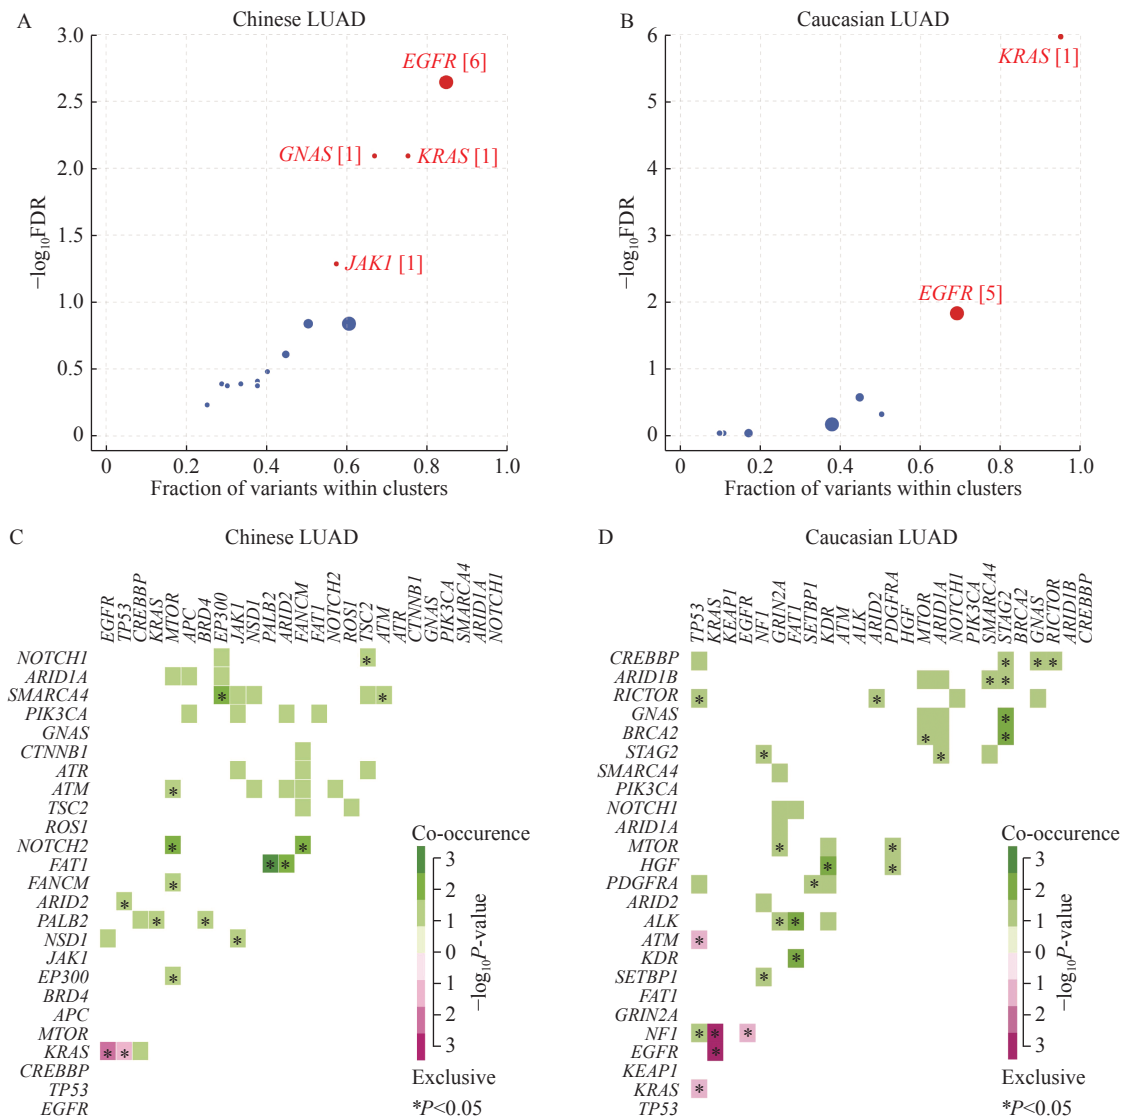 A
Chinese LUAD
3.0
2.5
2.0
1.5
1.0
0.5
0
−log10FDR
EGFR [6]
GNAS [1]
KRAS [1]
JAK1 [1]
0 0.2 0.4 0.6 0.8 1.0
Fraction of variants within clusters
B
Caucasian LUAD
6
5
4
3
2
1
0
−log10FDR
KRAS [1]
EGFR [5]
0 0.2 0.4 0.6 0.8 1.0
Fraction of variants within clusters
C
Chinese LUAD
EGFR
TP53
CREBBP
KRAS
MTOR
APC
BRD4
EP300
JAK1
NSD1
PALB2
ARID2
FANCM
FAT1
NOTCH2
ROS1
TSC2
ATM
ATR
CTNNB1
GNAS
PIK3CA
SMARCA4
ARID1A
NOTCH1
NOTCH1
ARID1A
SMARCA4
PIK3CA
GNAS
CTNNB1
ATR
ATM
TSC2
ROS1
NOTCH2
FAT1
FANCM
ARID2
PALB2
NSD1
JAK1
EP300
BRD4
APC
MTOR
KRAS
CREBBP
TP53
EGFR
Co-occurence
3
2
1
0
1
2
3
−log10P-value
Exclusive
*P<0.05
D
Caucasian LUAD
TP53
KRAS
KEAP1
EGFR
NF1
GRIN2A
FAT1
SETBP1
KDR
ATM
ALK
ARID2
PDGFRA
HGF
MTOR
ARID1A
NOTCH1
PIK3CA
SMARCA4
STAG2
BRCA2
GNAS
RICTOR
ARID1B
CREBBP
CREBBP
ARID1B
RICTOR
GNAS
BRCA2
STAG2
SMARCA4
PIK3CA
NOTCH1
ARID1A
MTOR
HGF
PDGFRA
ARID2
ALK
ATM
KDR
SETBP1
FAT1
GRIN2A
NF1
EGFR
KEAP1
KRAS
TP53
Co-occurence
3
2
1
0
1
2
3
−log10P-value
Exclusive
*P<0.05